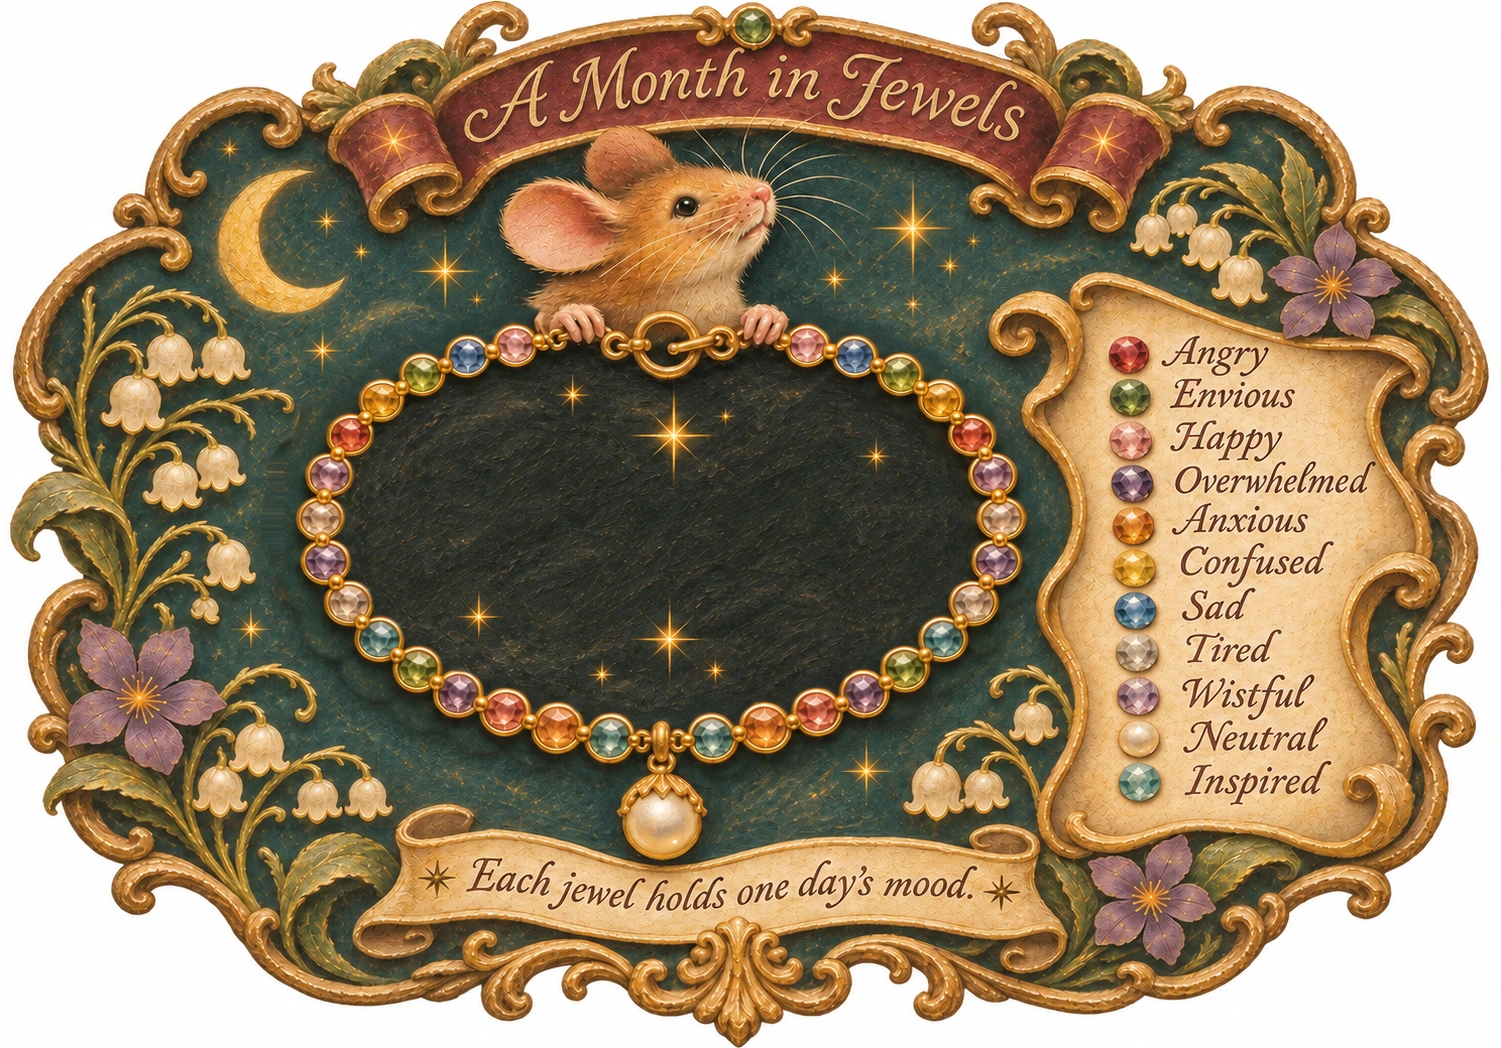 A Month in Jewels
Angry
Envious
Happy
Overwhelmed
Anxious
Confused
Sad
Tired
Wistful
Neutral
Inspired
Each jewel holds one day's mood.